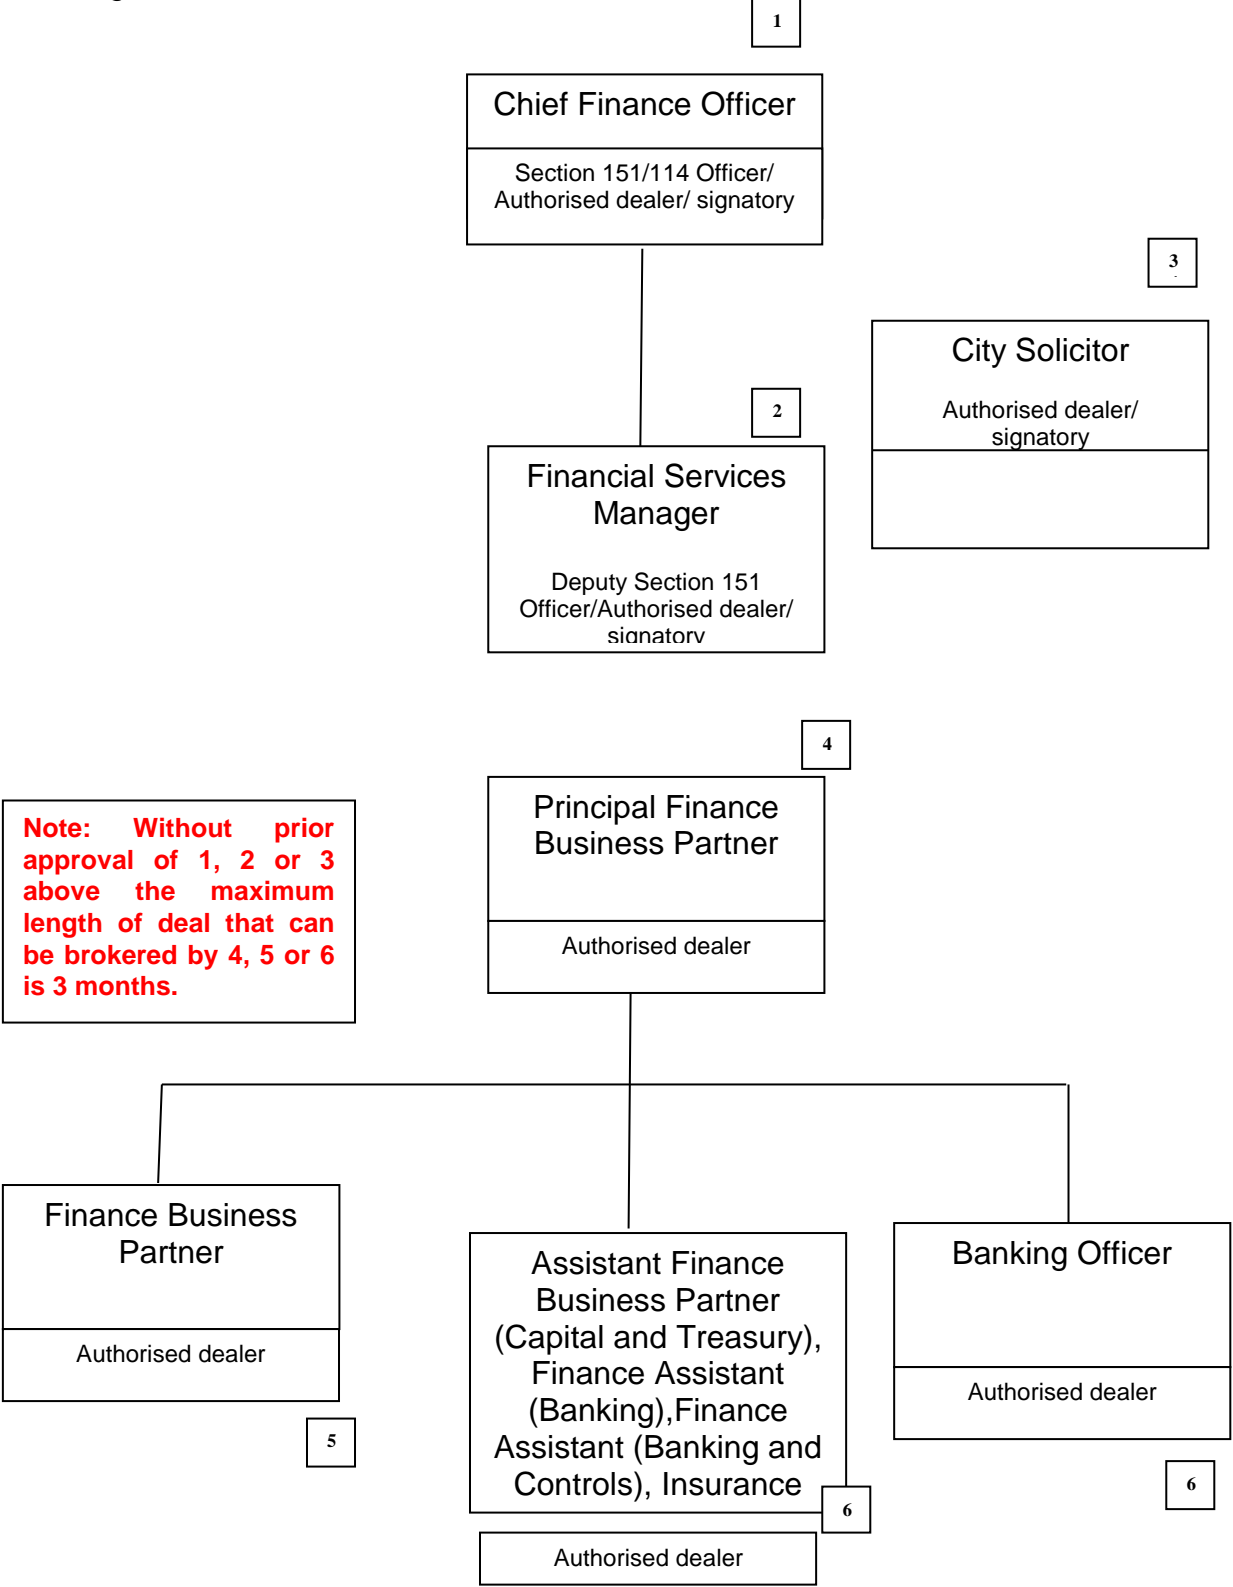 1
Chief Finance Officer
Section 151/114 Officer/
Authorised dealer/ signatory
3
City Solicitor
Authorised dealer/
signatory
2
Financial Services
Manager
Deputy Section 151
Officer/Authorised dealer/
signatory
4
Principal Finance
Business Partner
Authorised dealer
Note: Without prior
approval of 1, 2 or 3
above the maximum
length of deal that can
be brokered by 4, 5 or 6
is 3 months.
Finance Business
Partner
Authorised dealer
5
Assistant Finance
Business Partner
(Capital and Treasury),
Finance Assistant
(Banking),Finance
Assistant (Banking and
Controls), Insurance
6
Authorised dealer
Banking Officer
Authorised dealer
6